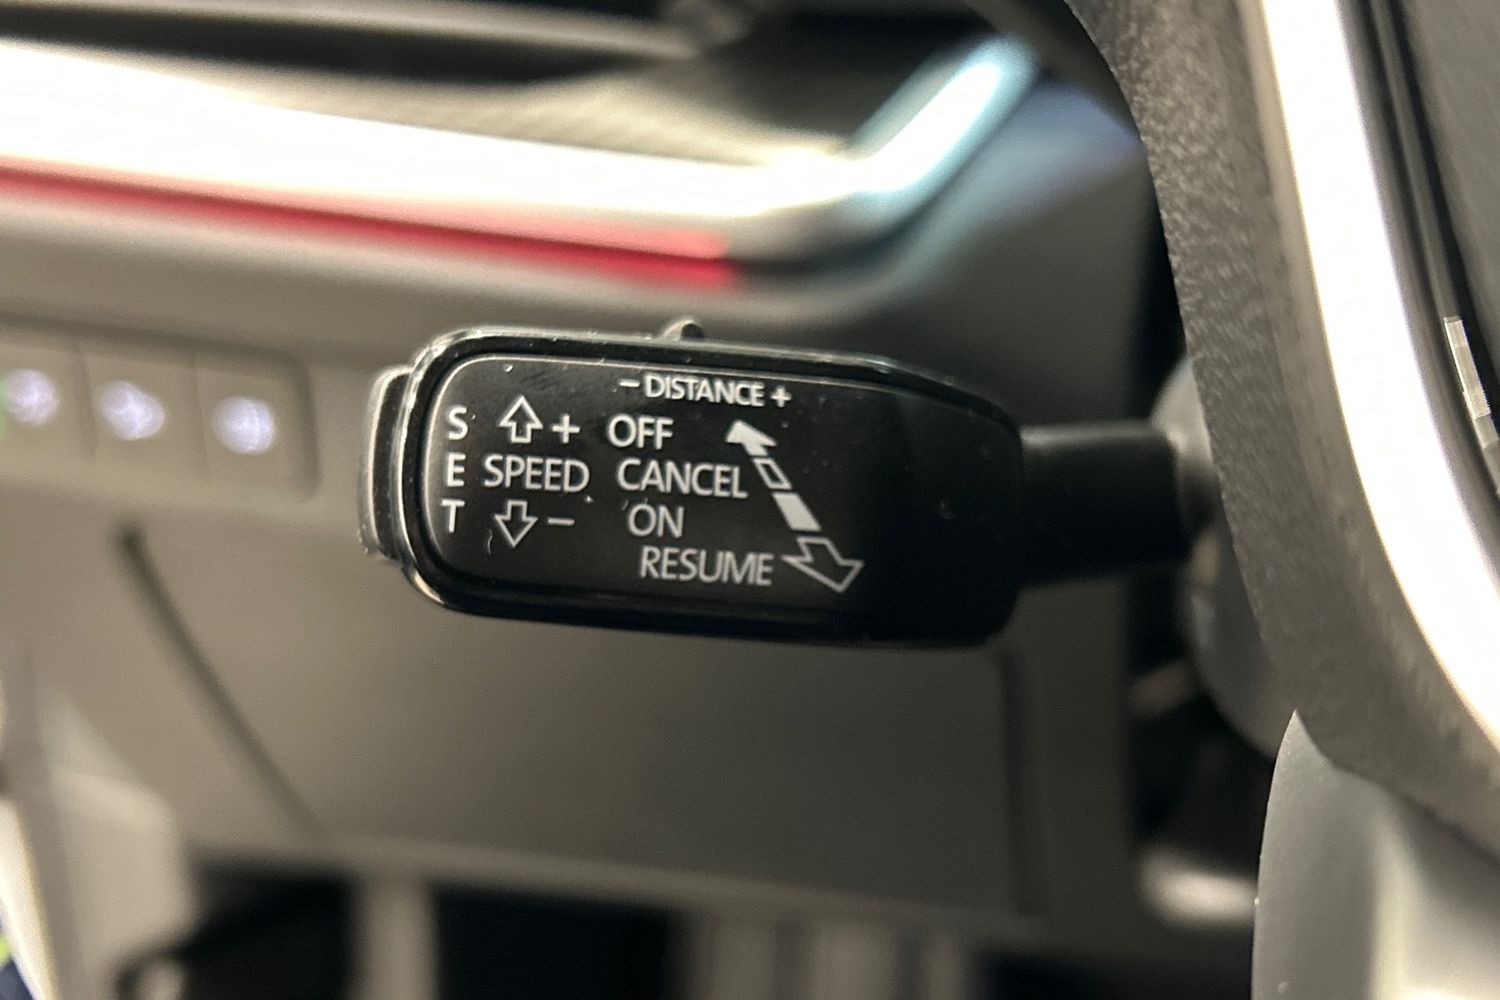 − DISTANCE +
S + OFF
E SPEED CANCEL
T − ON
RESUME